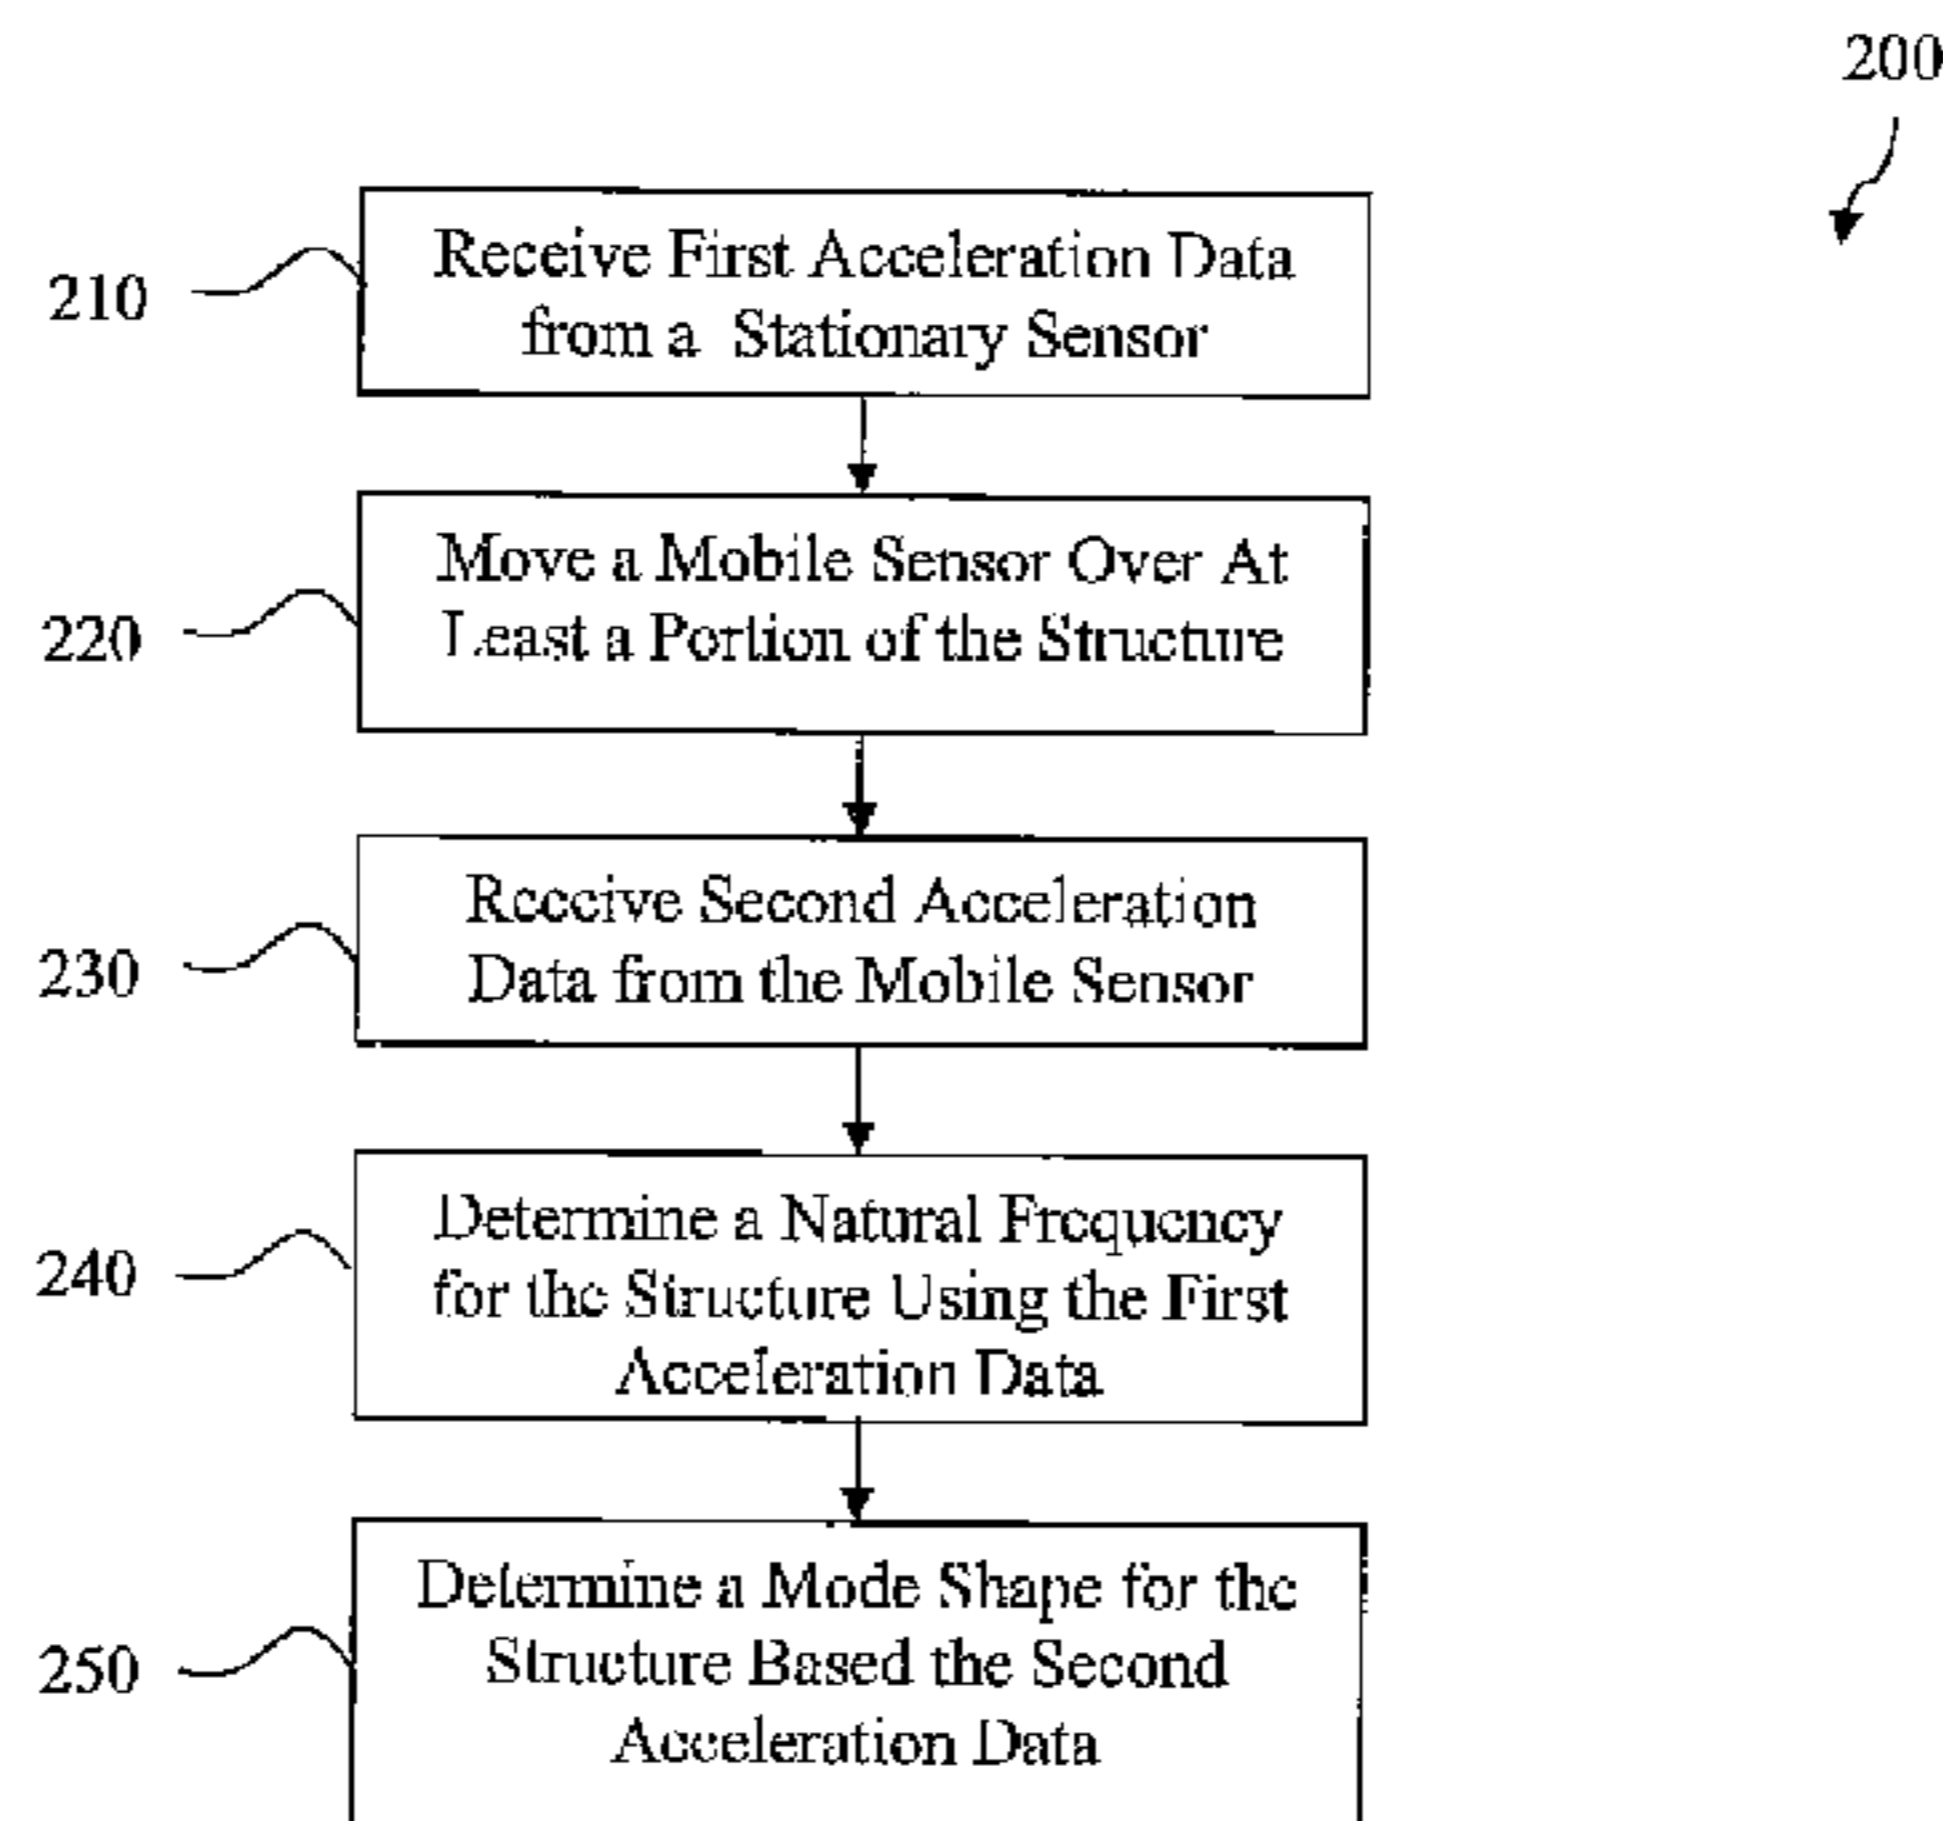 200
210
Receive First Acceleration Data
from a Stationary Sensor
220
Move a Mobile Sensor Over At
Least a Portion of the Structure
230
Receive Second Acceleration
Data from the Mobile Sensor
240
Determine a Natural Frequency
for the Structure Using the First
Acceleration Data
250
Determine a Mode Shape for the
Structure Based the Second
Acceleration Data